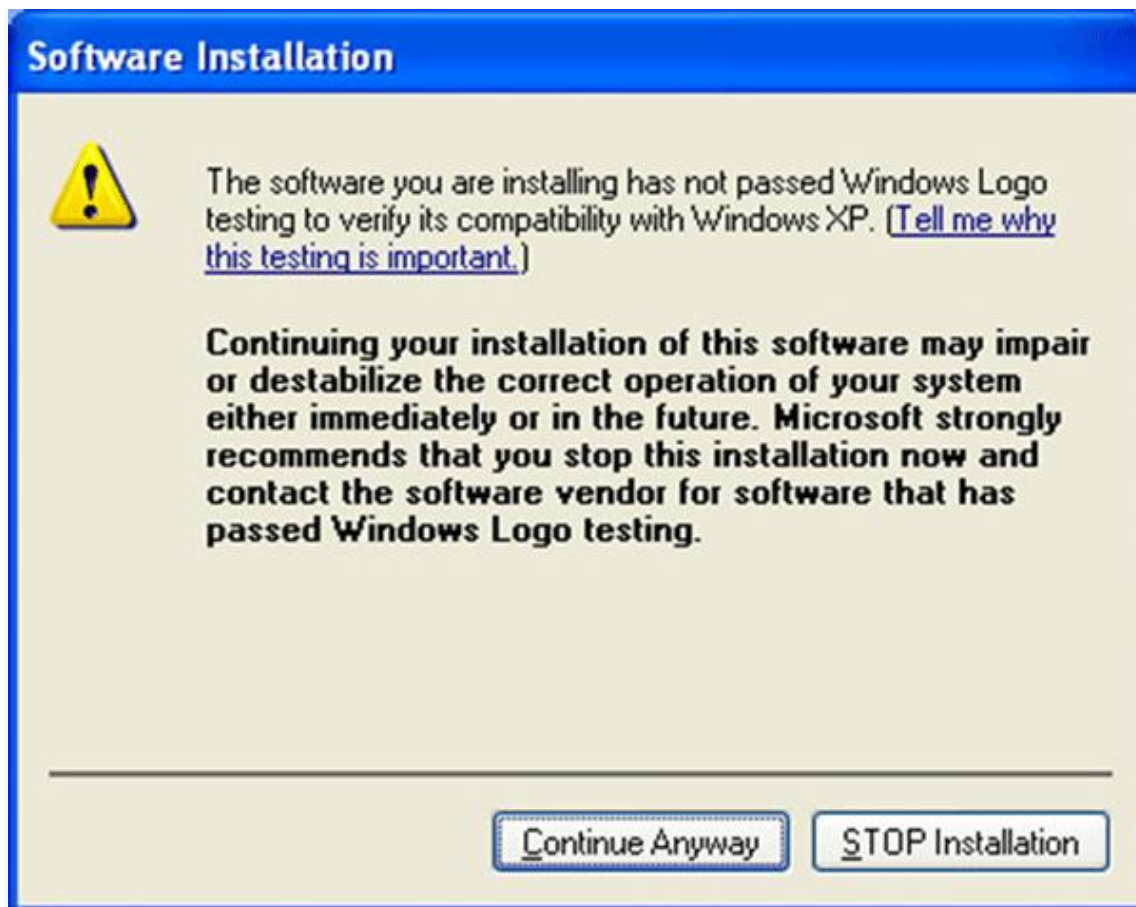 Software Installation
The software you are installing has not passed Windows Logo
testing to verify its compatibility with Windows XP. (Tell me why
this testing is important.)
Continuing your installation of this software may impair
or destabilize the correct operation of your system
either immediately or in the future. Microsoft strongly
recommends that you stop this installation now and
contact the software vendor for software that has
passed Windows Logo testing.
Continue Anyway
STOP Installation